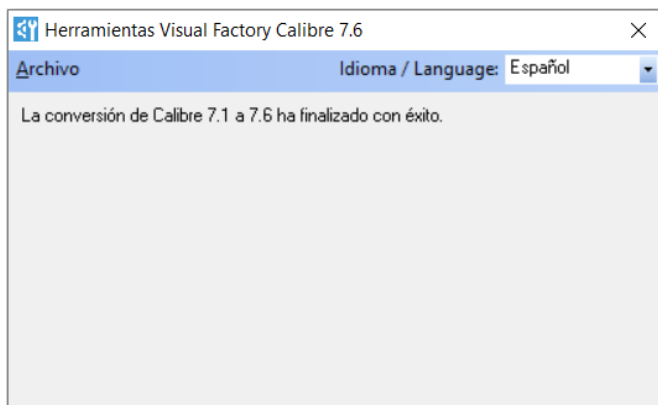 Herramientas Visual Factory Calibre 7.6
Archivo Idioma / Language: Español
La conversión de Calibre 7.1 a 7.6 ha finalizado con éxito.